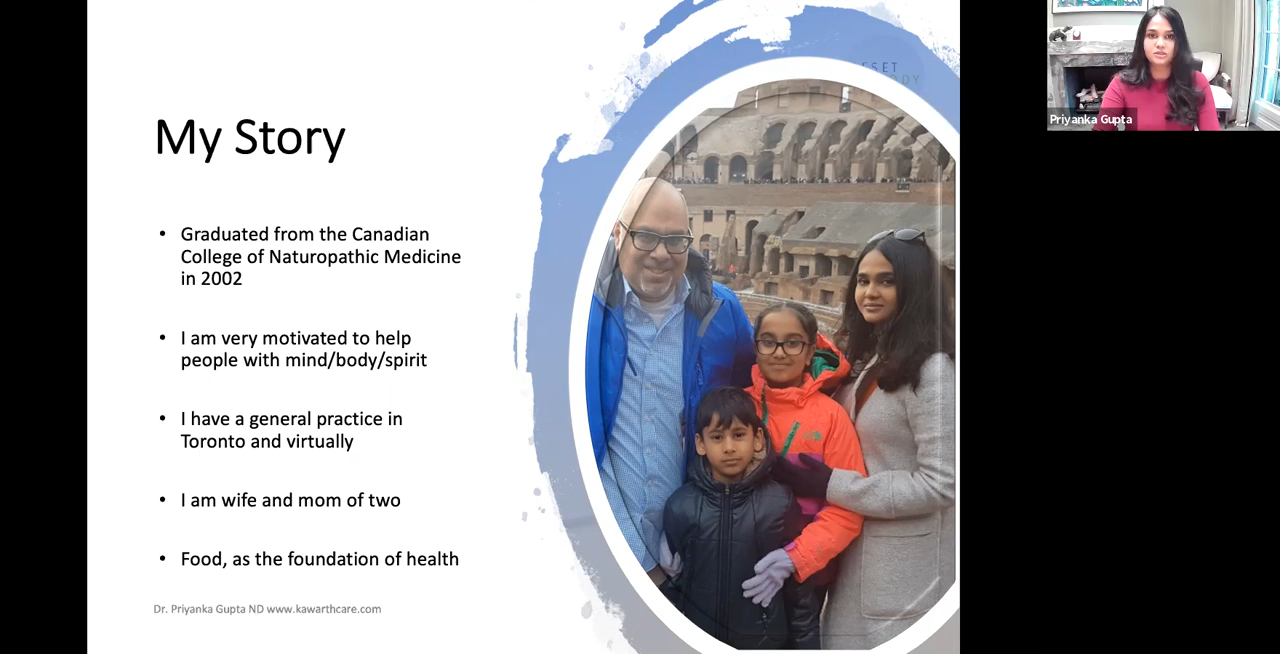 My Story
• Graduated from the Canadian
College of Naturopathic Medicine
in 2002
• I am very motivated to help
people with mind/body/spirit
• I have a general practice in
Toronto and virtually
• I am wife and mom of two
• Food, as the foundation of health
Dr. Priyanka Gupta ND www.kawarthcare.com
Priyanka Gupta